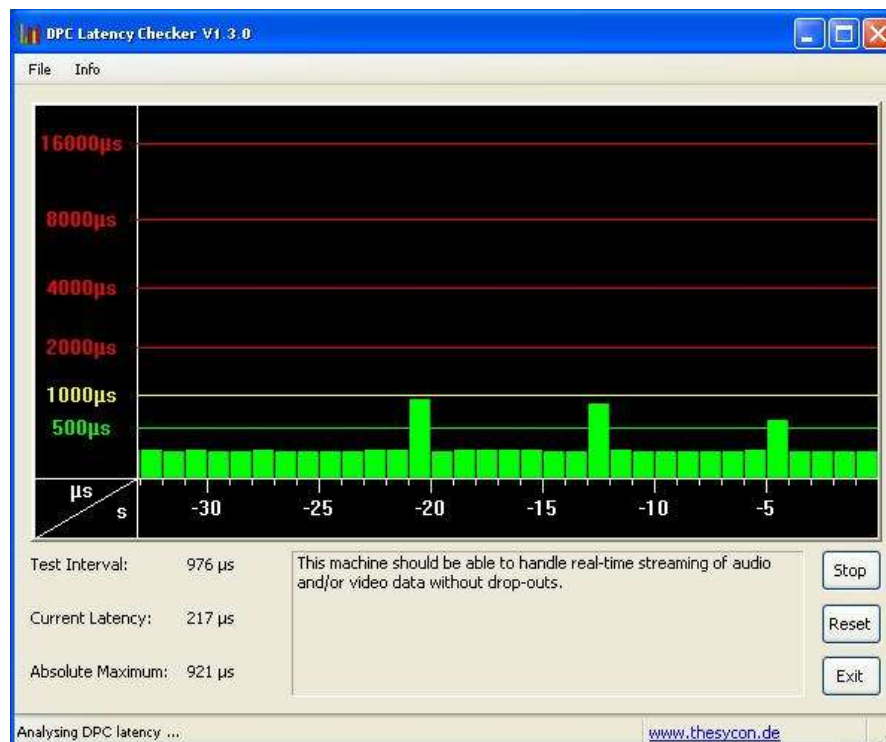 DPC Latency Checker V1.3.0
File Info
16000µs
8000µs
4000µs
2000µs
1000µs
500µs
µs
s
-30 -25 -20 -15 -10 -5
Test Interval: 976 µs
Current Latency: 217 µs
Absolute Maximum: 921 µs
This machine should be able to handle real-time streaming of audio
and/or video data without drop-outs.
Stop
Reset
Exit
Analysing DPC latency ...
www.thesycon.de